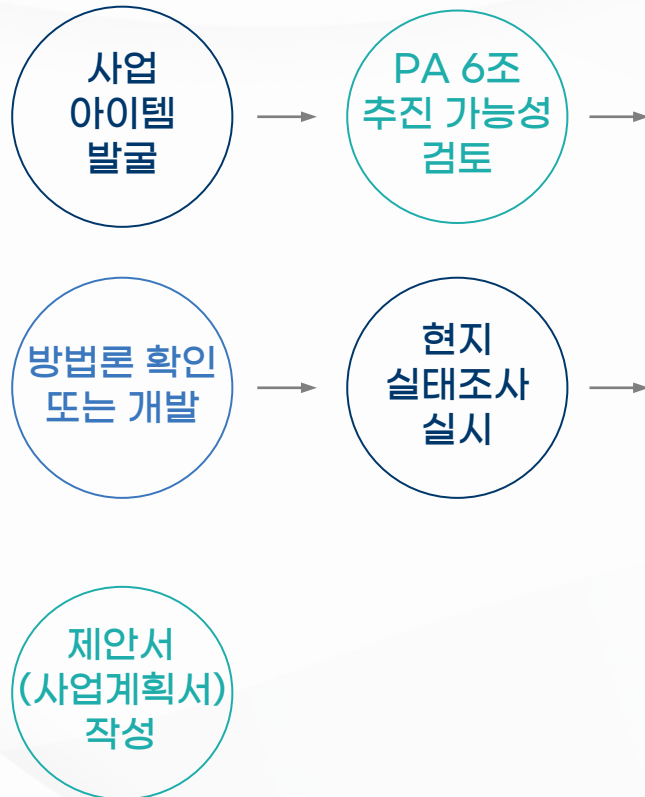 사업
아이템
발굴
PA 6조
추진 가능성
검토
방법론 확인
또는 개발
현지
실태조사
실시
제안서
(사업계획서)
작성